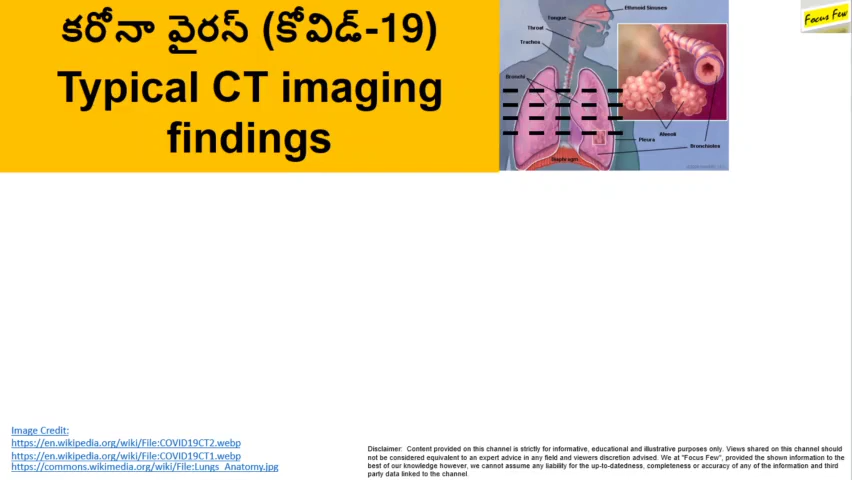 కరోనా వైరస్ (కోవిడ్-19)
Typical CT imaging
findings
Focus Few
Ethmoid Sinuses
Tongue
Throat
Trachea
Bronchi
Alveoli
Pleura
Bronchioles
Diaphragm
Image Credit:
https://en.wikipedia.org/wiki/File:COVID19CT2.webp
https://en.wikipedia.org/wiki/File:COVID19CT1.webp
https://commons.wikimedia.org/wiki/File:Lungs_Anatomy.jpg
Disclaimer: Content provided on this channel is strictly for informative, educational and illustrative purposes only. Views shared on this channel should
not be considered equivalent to an expert advice in any field and viewers discretion advised. We at "Focus Few", provided the shown information to the
best of our knowledge however, we cannot assume any liability for the up-to-datedness, completeness or accuracy of any of the information and third
party data linked to the channel.